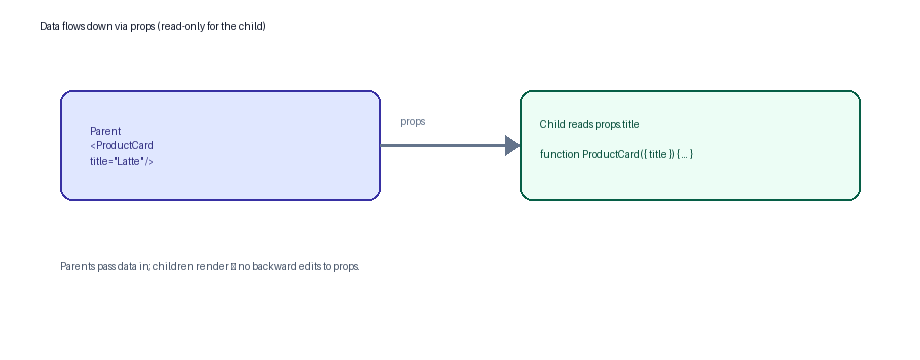 Data flows down via props (read-only for the child)
Parent
<ProductCard
title="Latte" />
props
Child reads props.title
function ProductCard({ title }) { ... }
Parents pass data in; children render no backward edits to props.